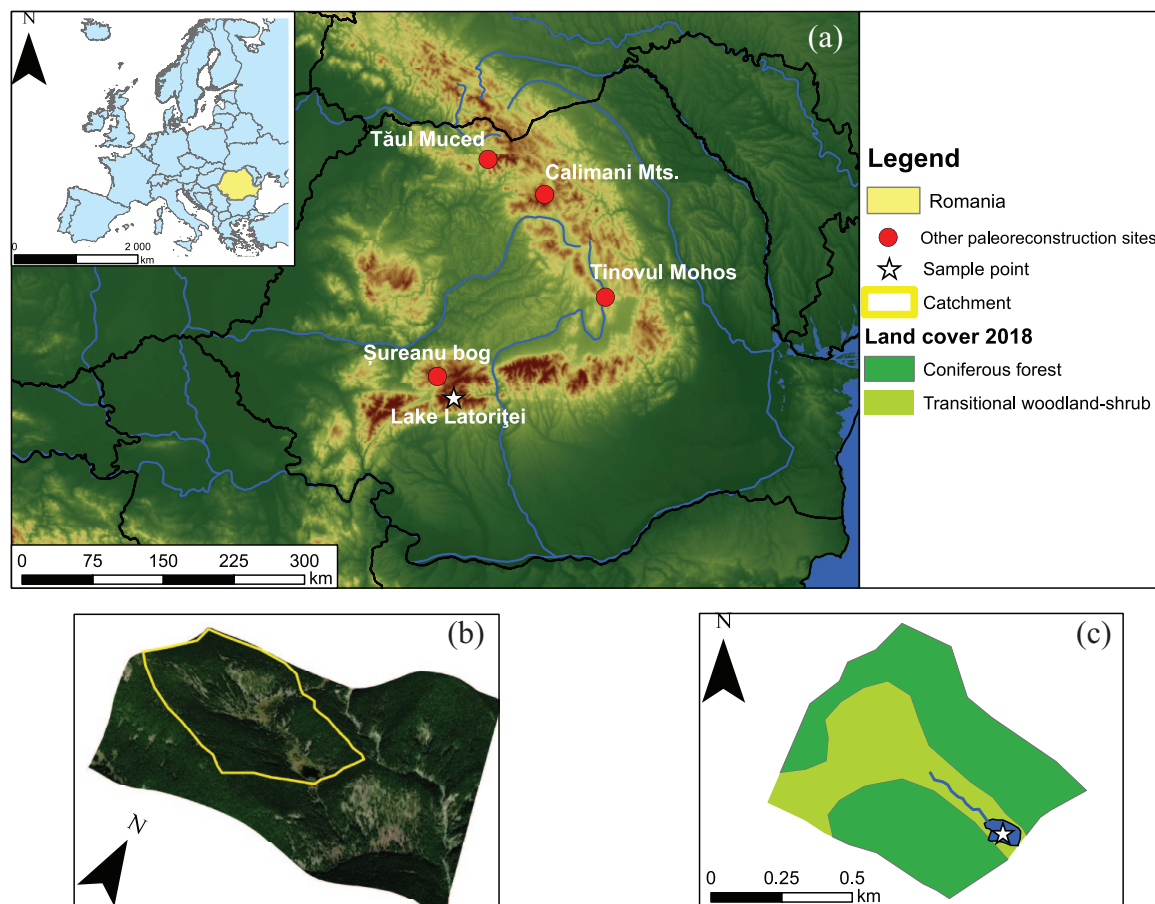 N
(a)
0
2 000
km
Tăul Muced
Calimani Mts.
Tinovul Mohos
Șureanu bog
Lake Latoriţei
0 75 150 225 300
km
Legend
Romania
Other paleoreconstruction sites
Sample point
Catchment
Land cover 2018
Coniferous forest
Transitional woodland-shrub
(b)
N
N
(c)
0 0.25 0.5
km